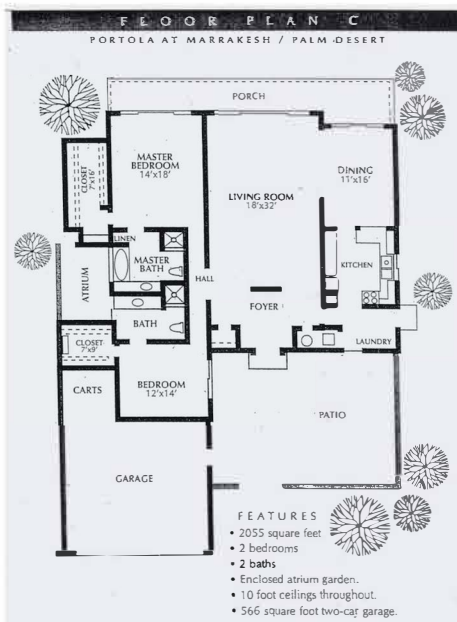 FLOOR PLAN C
PORTOLA AT MARRAKESH / PALM DESERT
PORCH
MASTER
BEDROOM
14'x18'
CLOSET
7'x16'
DINING
11'x16'
LIVING ROOM
18'x32'
LINEN
MASTER
BATH
KITCHEN
HALL
ATRIUM
FOYER
BATH
LAUNDRY
CLOSET
7'x9'
BEDROOM
12'x14'
CARTS
PATIO
GARAGE
FEATURES
• 2055 square feet
• 2 bedrooms
• 2 baths
• Enclosed atrium garden.
• 10 foot ceilings throughout.
• 566 square foot two-car garage.